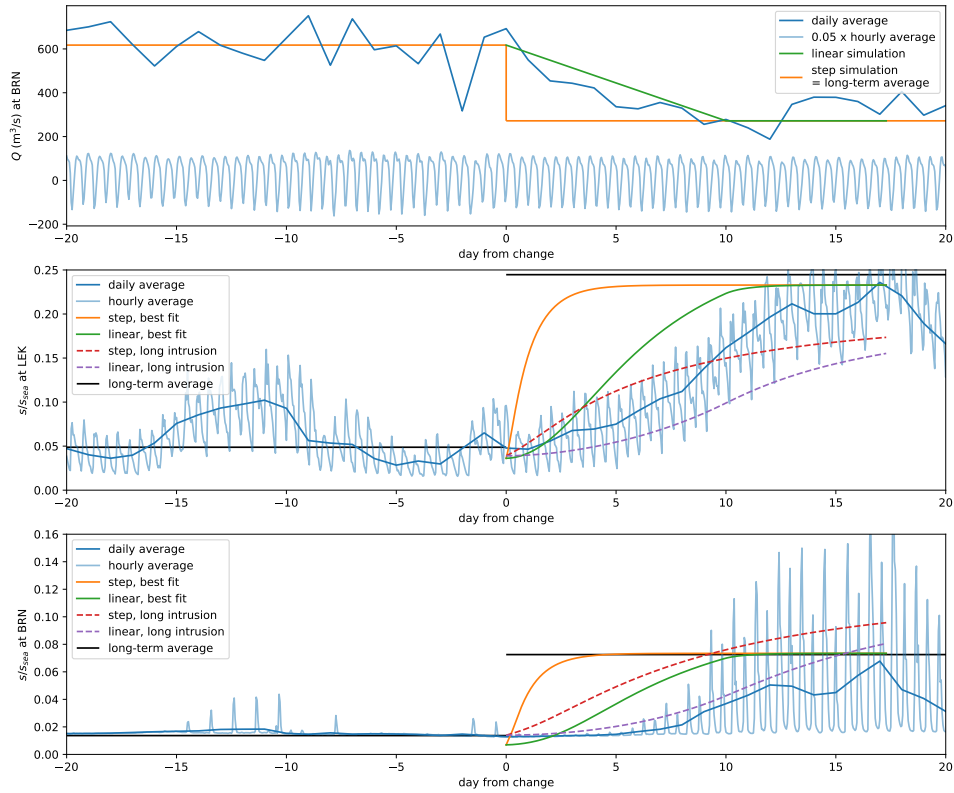 600
400
200
0
−200
Q (m³/s) at BRN
daily average
0.05 x hourly average
linear simulation
step simulation
= long-term average
−20
−15
−10
−5
0
5
10
15
20
day from change
0.25
0.20
0.15
0.10
0.05
0.00
s/s_sea at LEK
daily average
hourly average
step, best fit
linear, best fit
step, long intrusion
linear, long intrusion
long-term average
−20
−15
−10
−5
0
5
10
15
20
day from change
0.16
0.14
0.12
0.10
0.08
0.06
0.04
0.02
0.00
s/s_sea at BRN
daily average
hourly average
step, best fit
linear, best fit
step, long intrusion
linear, long intrusion
long-term average
−20
−15
−10
−5
0
5
10
15
20
day from change